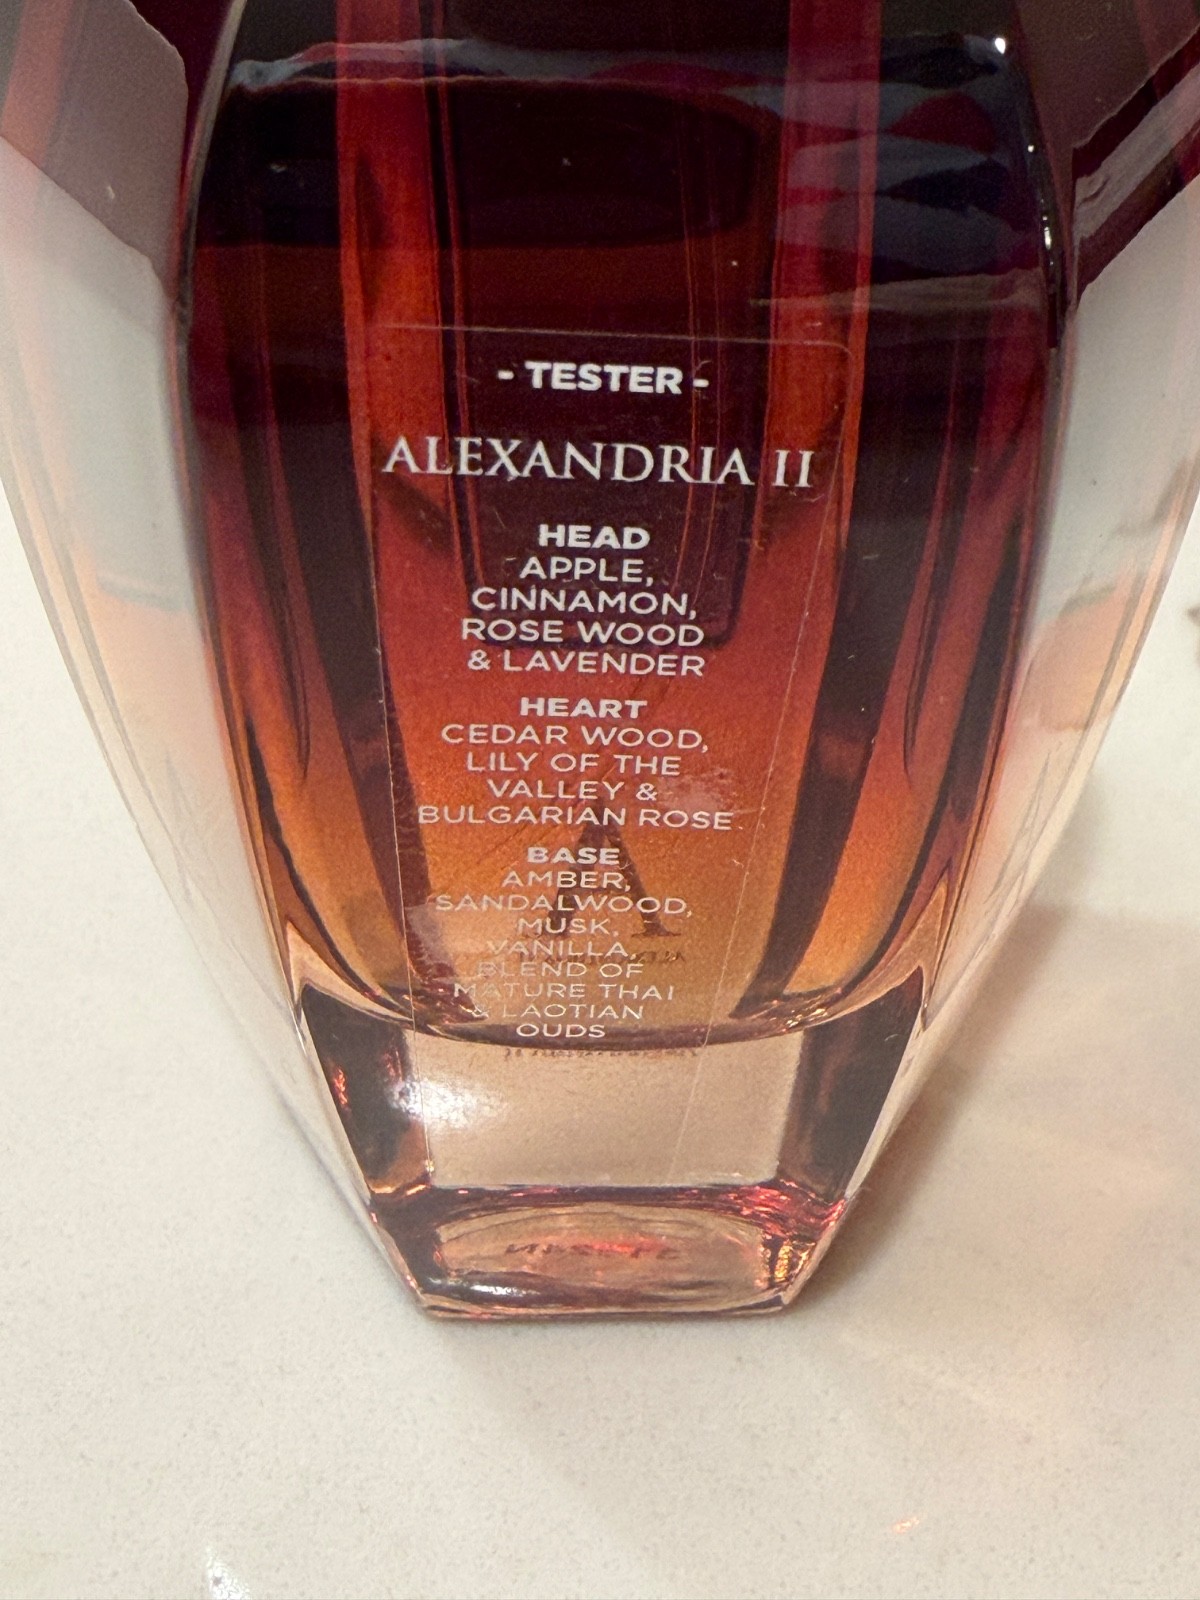 - TESTER -
ALEXANDRIA II
HEAD
APPLE,
CINNAMON,
ROSE WOOD
& LAVENDER
HEART
CEDAR WOOD,
LILY OF THE
VALLEY &
BULGARIAN ROSE
BASE
AMBER,
SANDALWOOD,
MUSK,
VANILLA,
BLEND OF
MATURE THAI
& LAOTIAN
OUDS